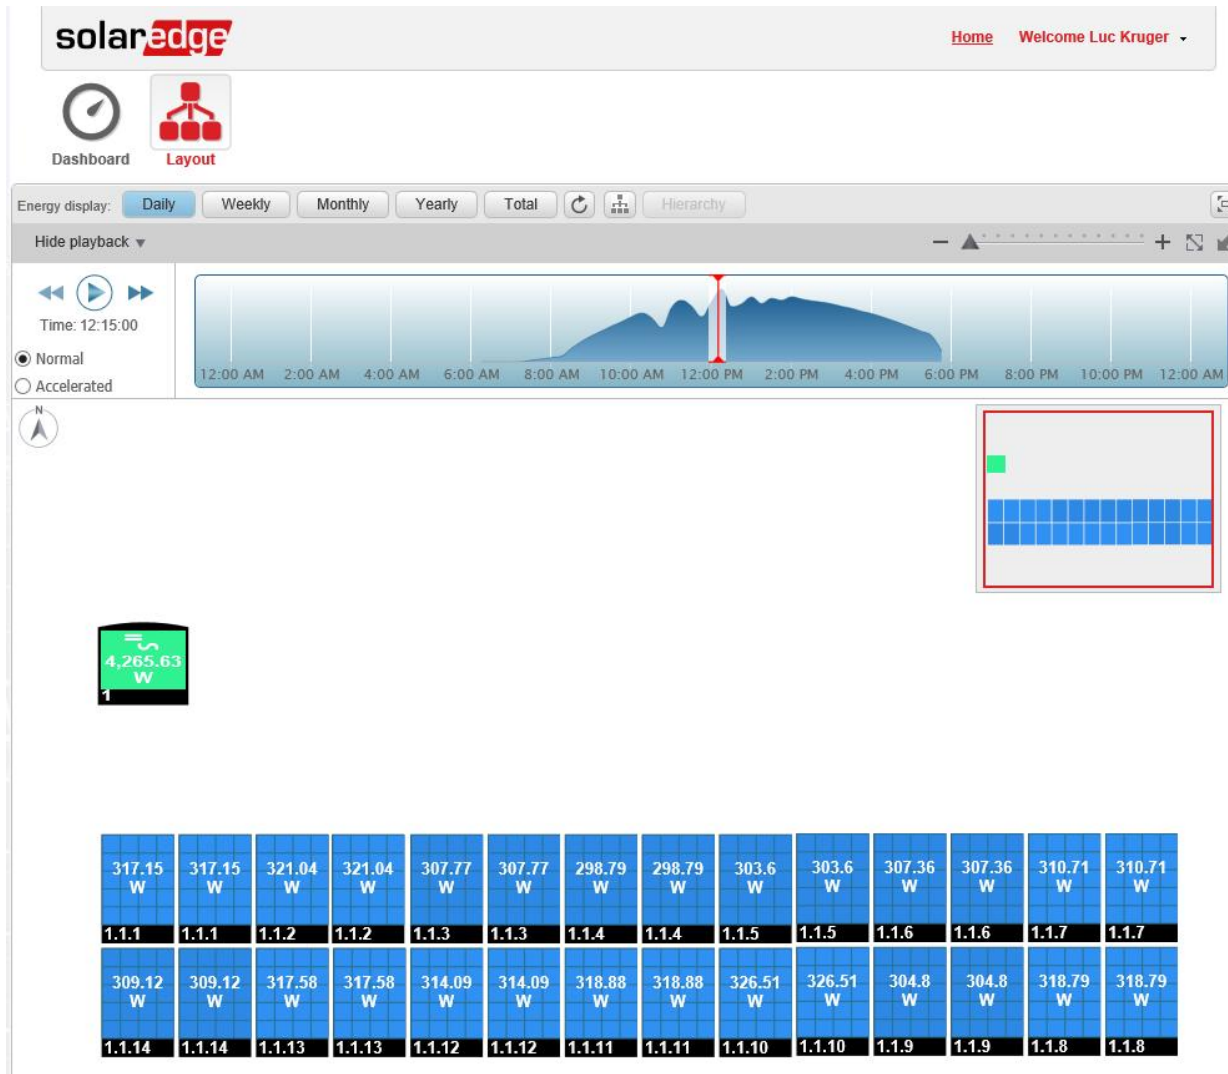 solaredge
Home Welcome Luc Kruger
Dashboard Layout
Energy display: Daily Weekly Monthly Yearly Total Hierarchy
Hide playback
Time: 12:15:00
Normal
Accelerated
12:00 AM 2:00 AM 4:00 AM 6:00 AM 8:00 AM 10:00 AM 12:00 PM 2:00 PM 4:00 PM 6:00 PM 8:00 PM 10:00 PM 12:00 AM
N
4,265.63
W
1
317.15 317.15 321.04 321.04 307.77 307.77 298.79 298.79 303.6 303.6 307.36 307.36 310.71 310.71
W W W W W W W W W W W W W W
1.1.1 1.1.1 1.1.2 1.1.2 1.1.3 1.1.3 1.1.4 1.1.4 1.1.5 1.1.5 1.1.6 1.1.6 1.1.7 1.1.7
309.12 309.12 317.58 317.58 314.09 314.09 318.88 318.88 326.51 326.51 304.8 304.8 318.79 318.79
W W W W W W W W W W W W W W
1.1.14 1.1.14 1.1.13 1.1.13 1.1.12 1.1.12 1.1.11 1.1.11 1.1.10 1.1.10 1.1.9 1.1.9 1.1.8 1.1.8